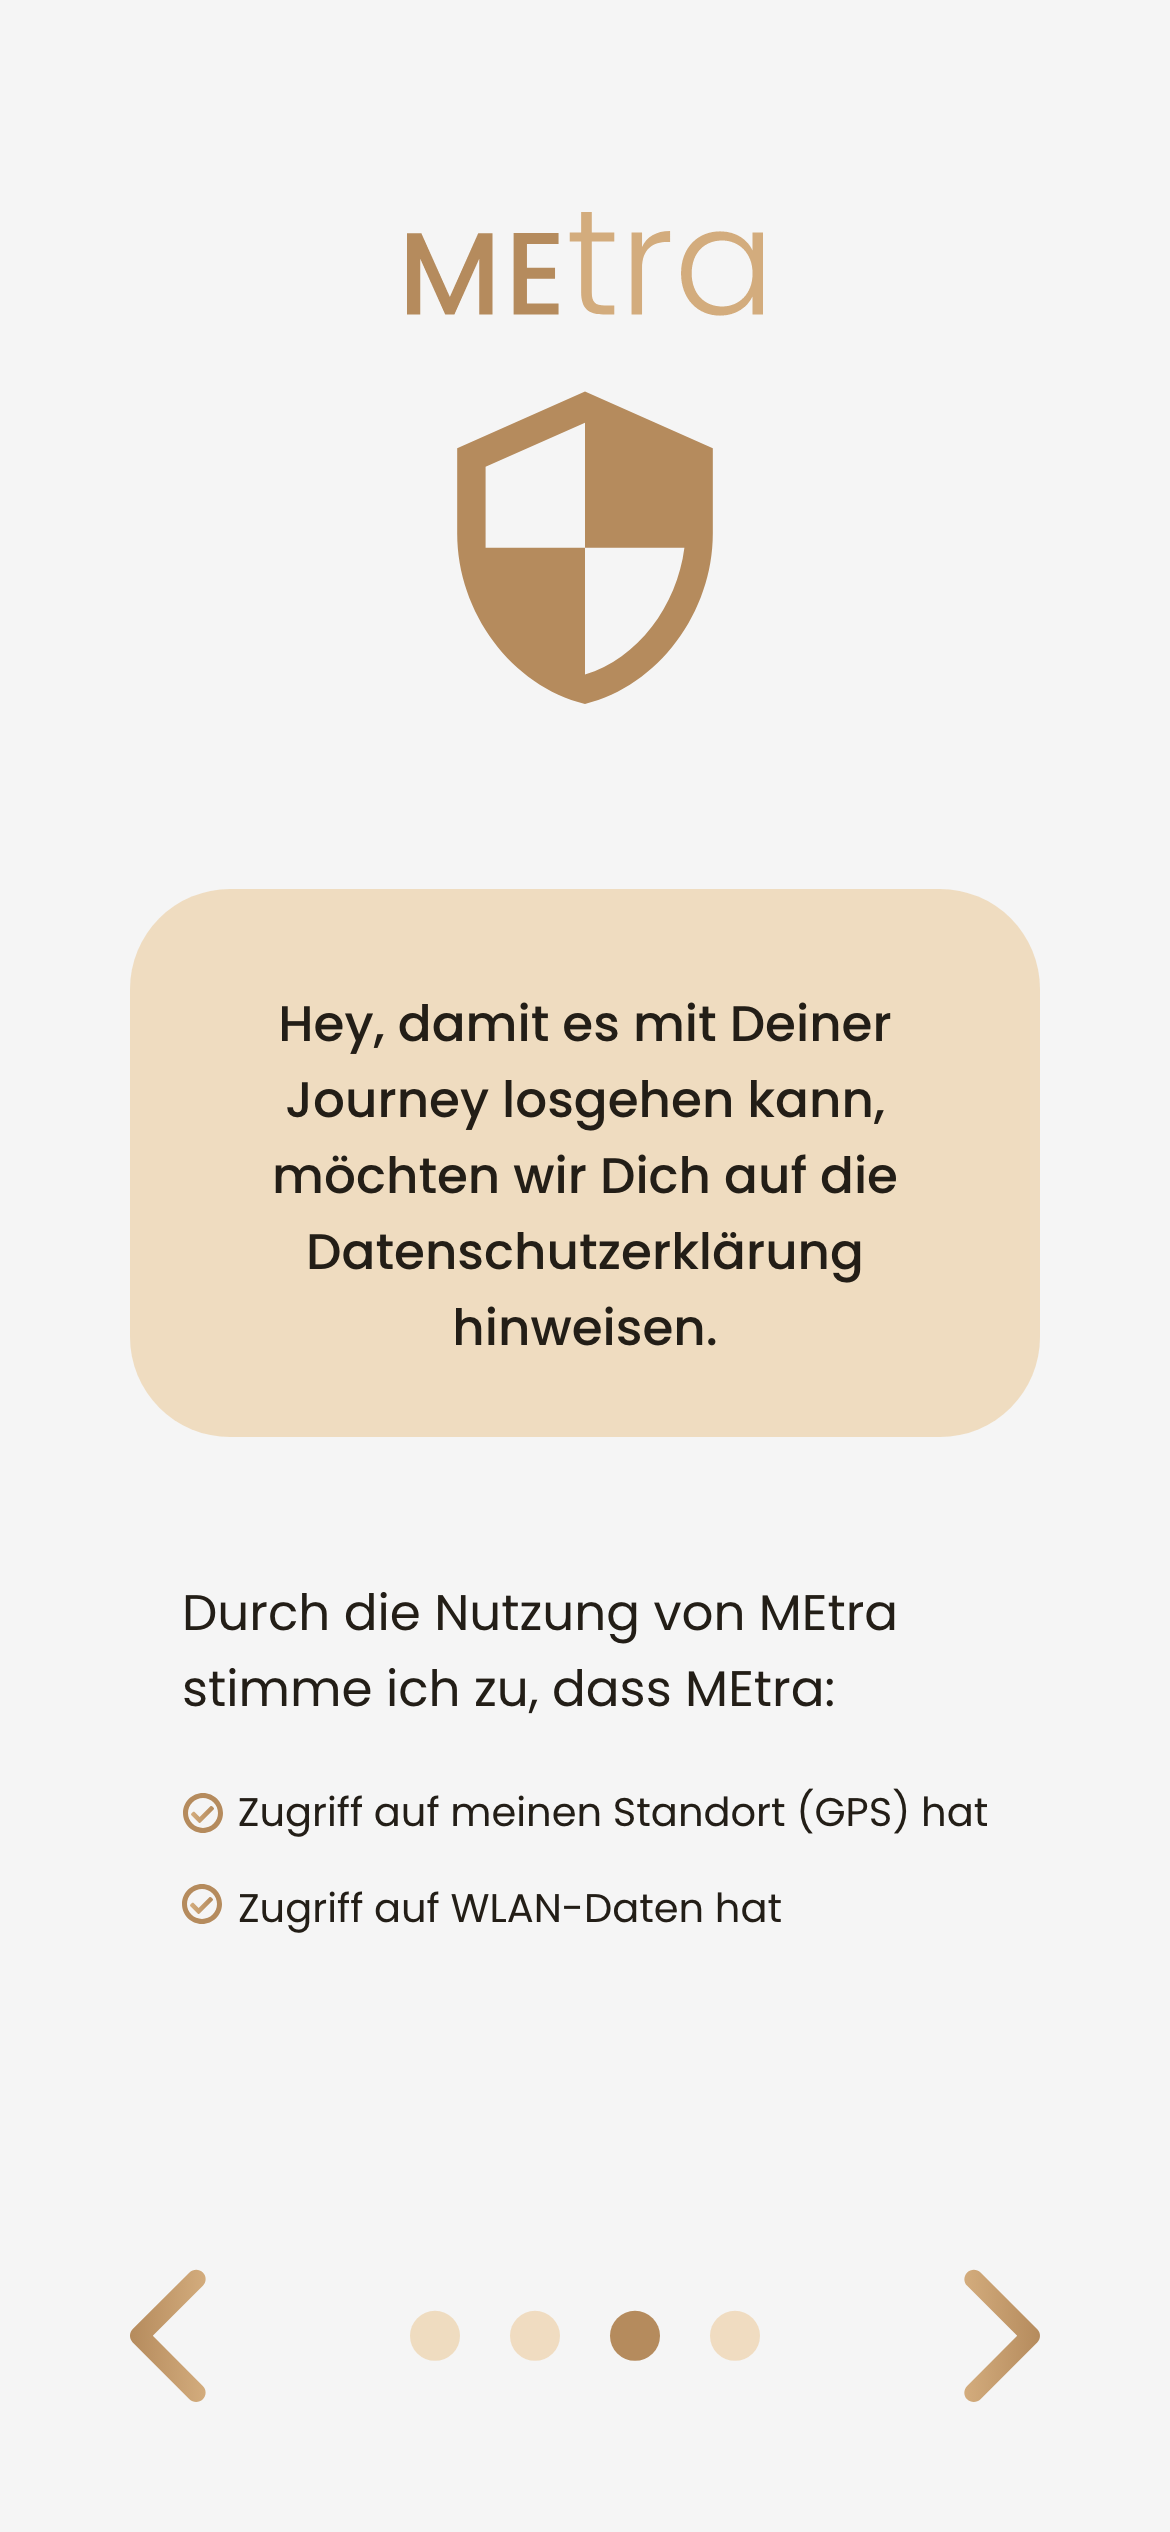 MEtra
Hey, damit es mit Deiner
Journey losgehen kann,
möchten wir Dich auf die
Datenschutzerklärung
hinweisen.
Durch die Nutzung von MEtra
stimme ich zu, dass MEtra:
Zugriff auf meinen Standort (GPS) hat
Zugriff auf WLAN-Daten hat